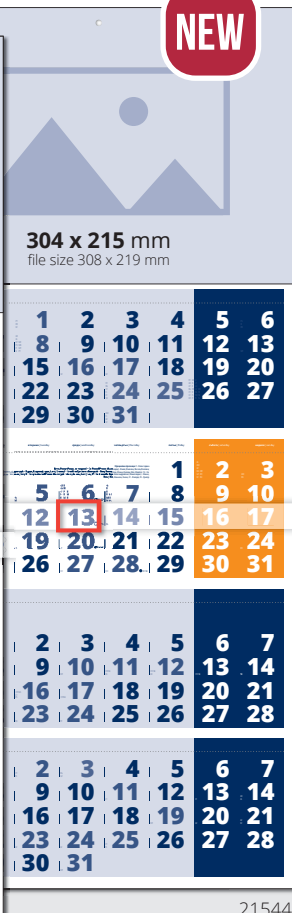 NEW
304 x 215 mm
file size 308 x 219 mm
1 2 3 4 5 6
8 9 10 11 12 13
15 16 17 18 19 20
22 23 24 25 26 27
29 30 31
1 2 3
5 6 7 8 9 10
12 13 14 15 16 17
19 20 21 22 23 24
26 27 28 29 30 31
2 3 4 5 6 7
9 10 11 12 13 14
16 17 18 19 20 21
23 24 25 26 27 28
2 3 4 5 6 7
9 10 11 12 13 14
16 17 18 19 20 21
23 24 25 26 27 28
30 31
21544